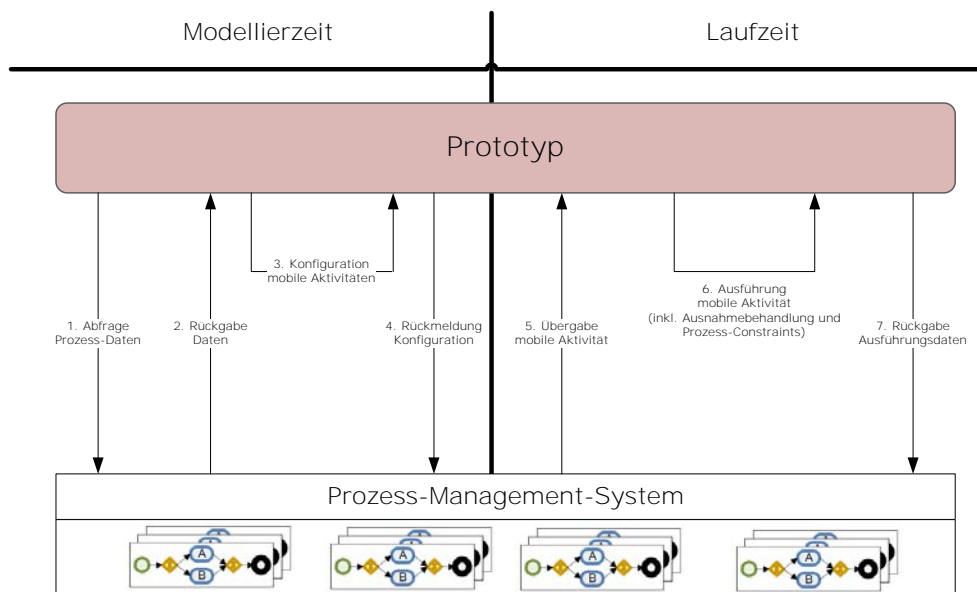 Modellierzeit
Laufzeit
Prototyp
3. Konfiguration
mobile Aktivitäten
6. Ausführung
mobile Aktivität
(inkl. Ausnahmebehandlung und
Prozess-Constraints)
1. Abfrage
Prozess-Daten
2. Rückgabe
Daten
4. Rückmeldung
Konfiguration
5. Übergabe
mobile Aktivität
7. Rückgabe
Ausführungsdaten
Prozess-Management-System
A
B
A
B
A
B
A
B